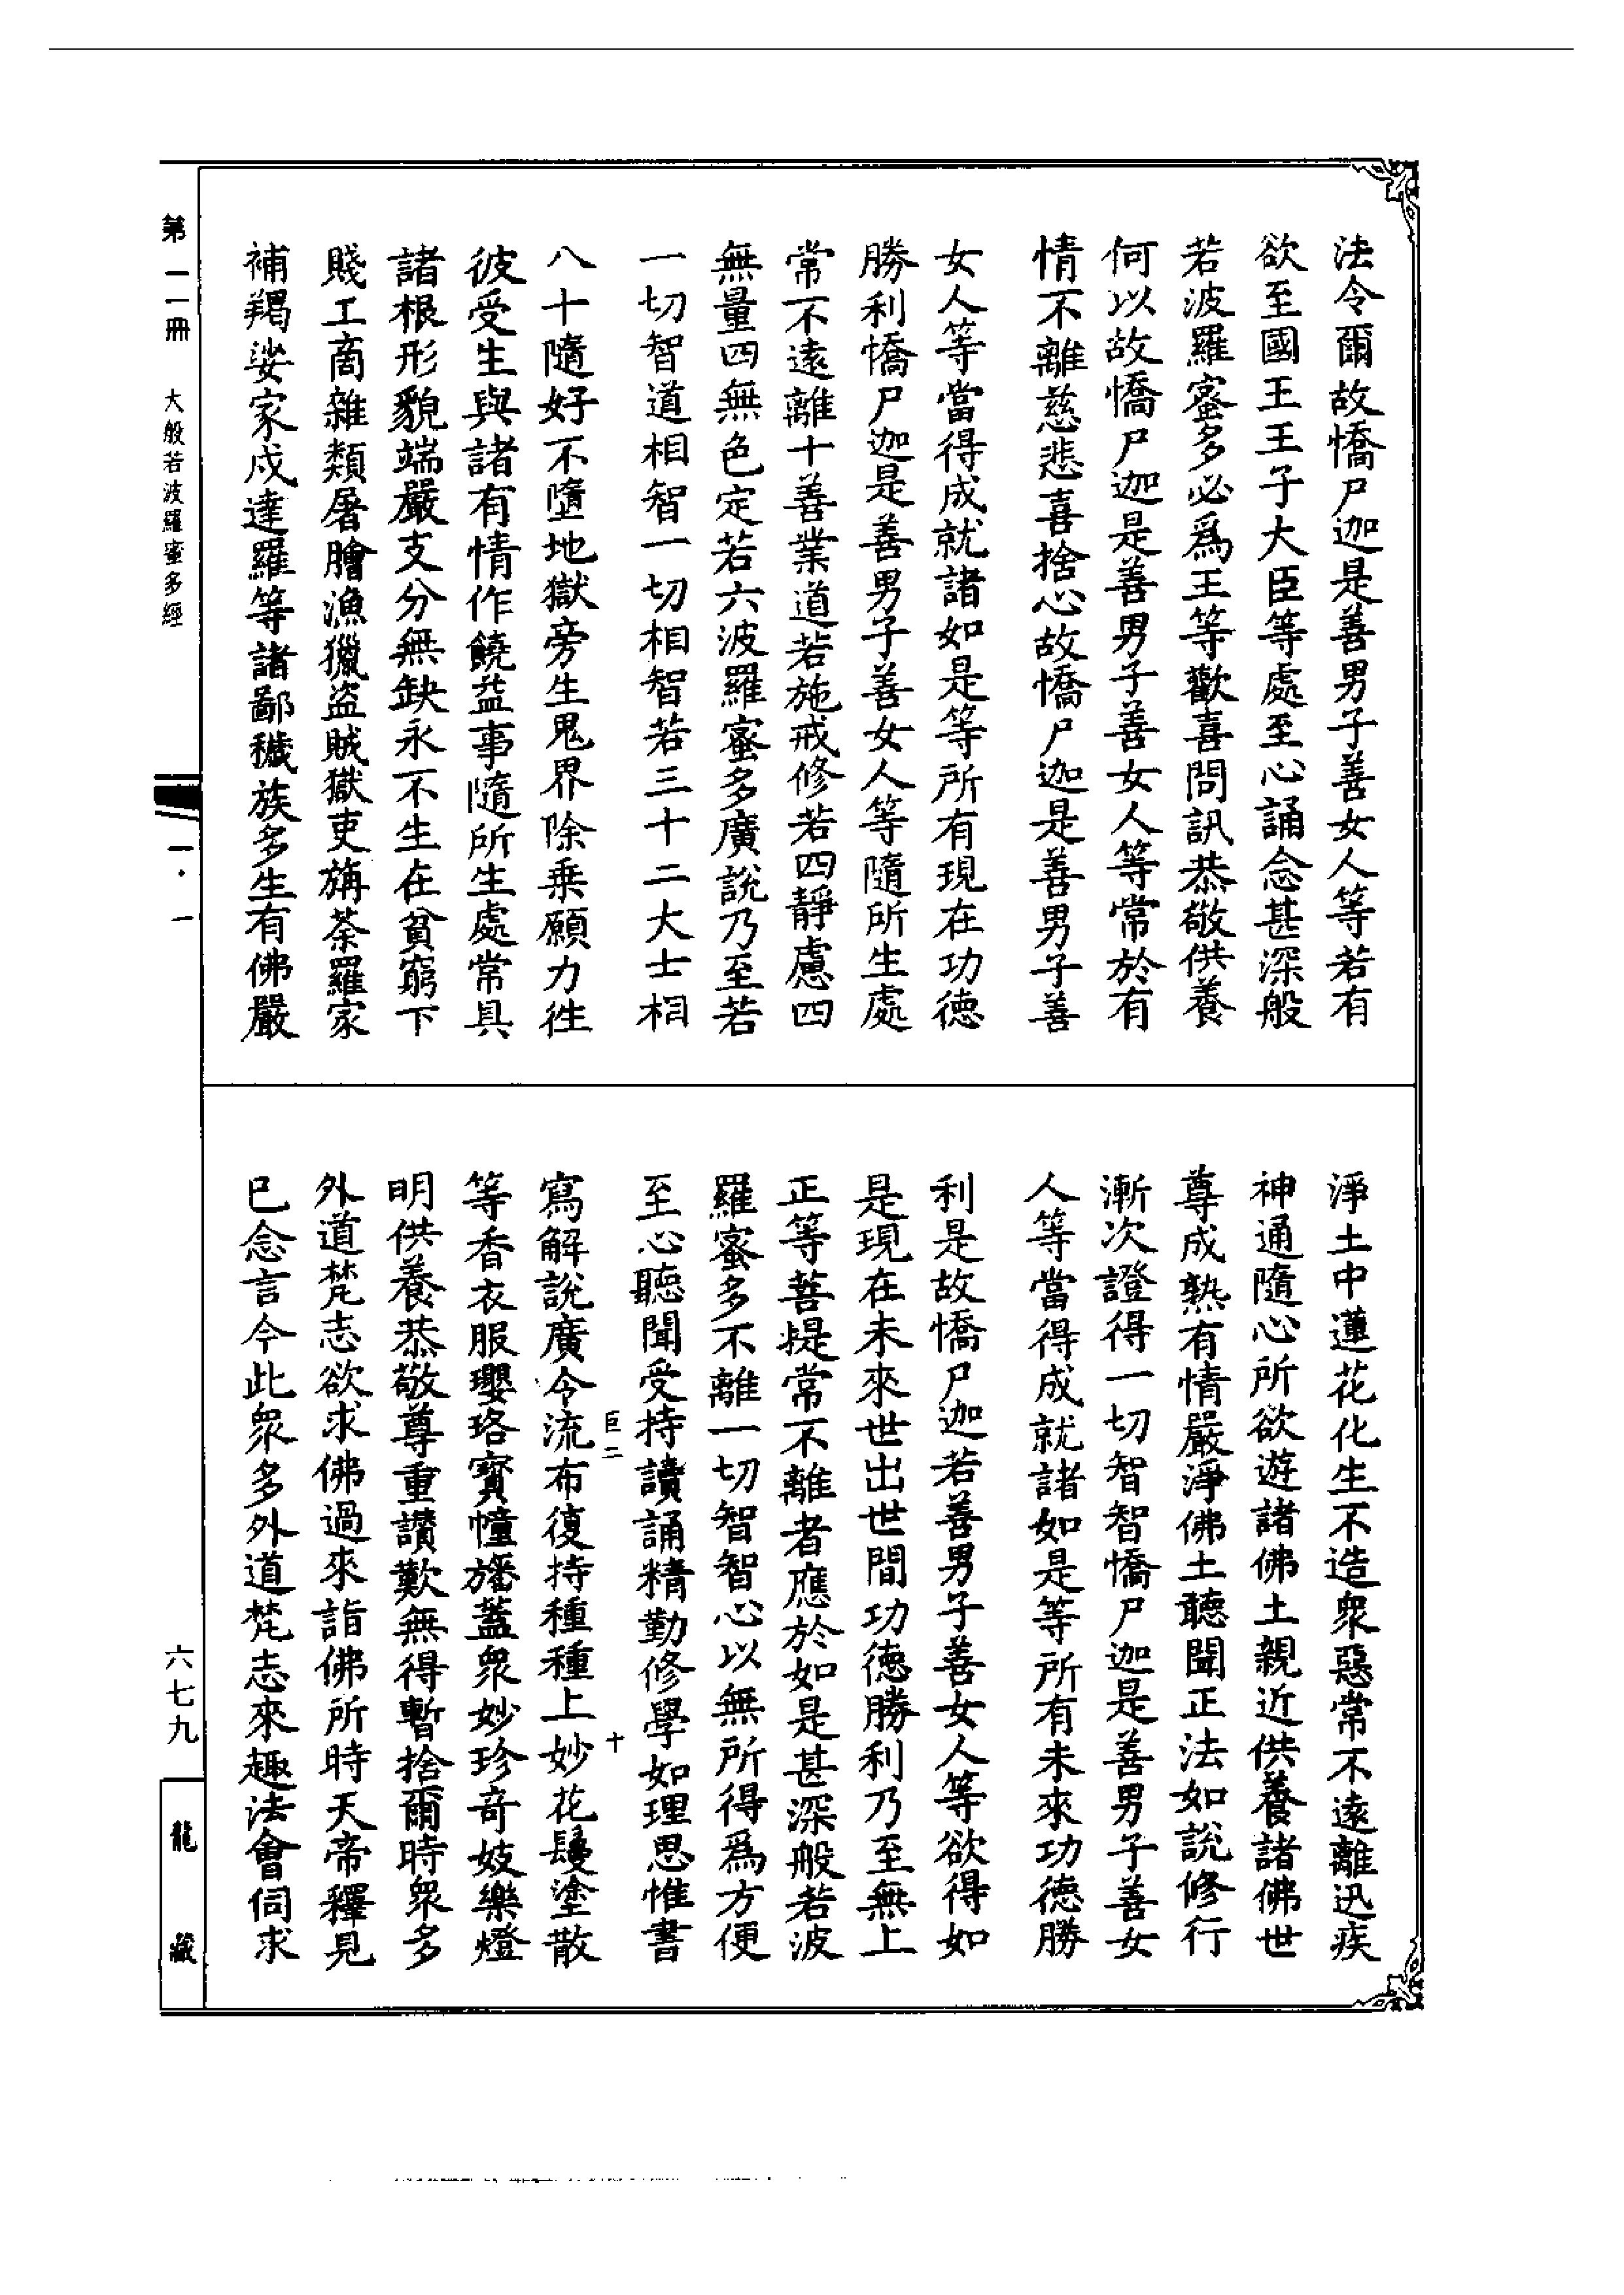 法令爾故憍尸迦是善男子善女人等若有
欲至國王王子大臣等處至心誦念甚深般
若波羅蜜多必爲王等歡喜問訊恭敬供養
何以故憍尸迦是善男子善女人等常於有
情不離慈悲喜捨心故憍尸迦是善男子善
女人等當得成就諸如是等所有現在功德
勝利憍尸迦是善男子善女人等隨所生處
常不遠離十善業道若施戒修若四靜慮四
無量四無色定若六波羅蜜多廣說乃至若
一切智道相智一切相智若三十二大士相
八十隨好不墮地獄旁生鬼界除乗願力往
彼受生與諸有情作饒益事隨所生處常具
諸根形貌端嚴支分無缺永不生在貧窮下
賤工商雜類屠膾漁獵盜賊獄吏旃荼羅家
補羯娑家戍達羅等諸鄙穢族多生有佛嚴
淨土中蓮花化生不造衆惡常不遠離迅疾
神通隨心所欲遊諸佛土親近供養諸佛世
尊成熟有情嚴淨佛土聽聞正法如說修行
漸次證得一切智智憍尸迦是善男子善女
人等當得成就諸如是等所有未來功德勝
利是故憍尸迦若善男子善女人等欲得如
是現在未來世出世間功德勝利乃至無上
正等菩提常不離者應於如是甚深般若波
羅蜜多不離一切智智心以無所得爲方便
至心聽聞受持讀誦精勤修學如理思惟書
巨二 十
寫解說廣令流布復持種種上妙花鬘塗散
等香衣服瓔珞寶幢旛蓋衆妙珍奇妓樂燈
明供養恭敬尊重讚歎無得暫捨爾時衆多
外道梵志欲求佛過來詣佛所時天帝釋見
已念言今此衆多外道梵志來趣法會伺求
第一一冊 大般若波羅蜜多經 一·一 六七九 龍藏